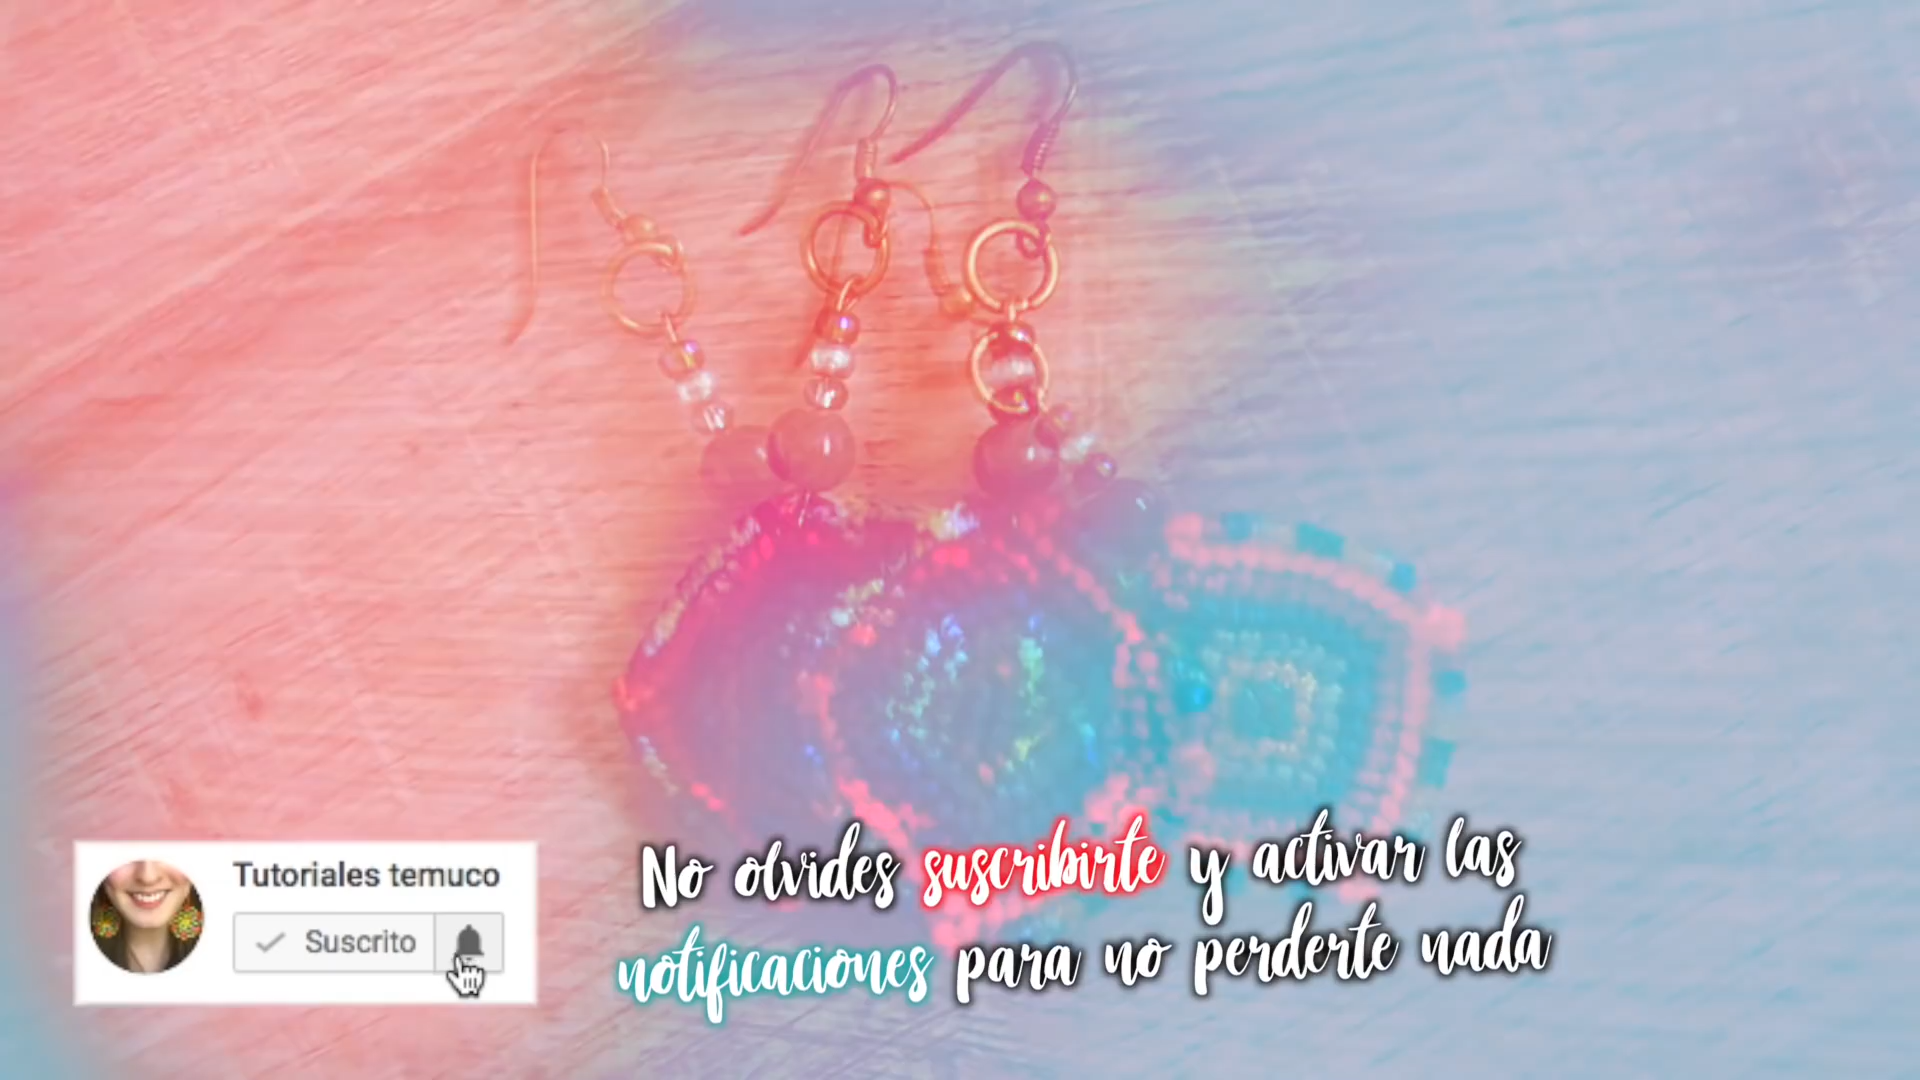 Tutoriales temuco
Suscrito
No olvides suscribirte y activar las
notificaciones para no perderte nada